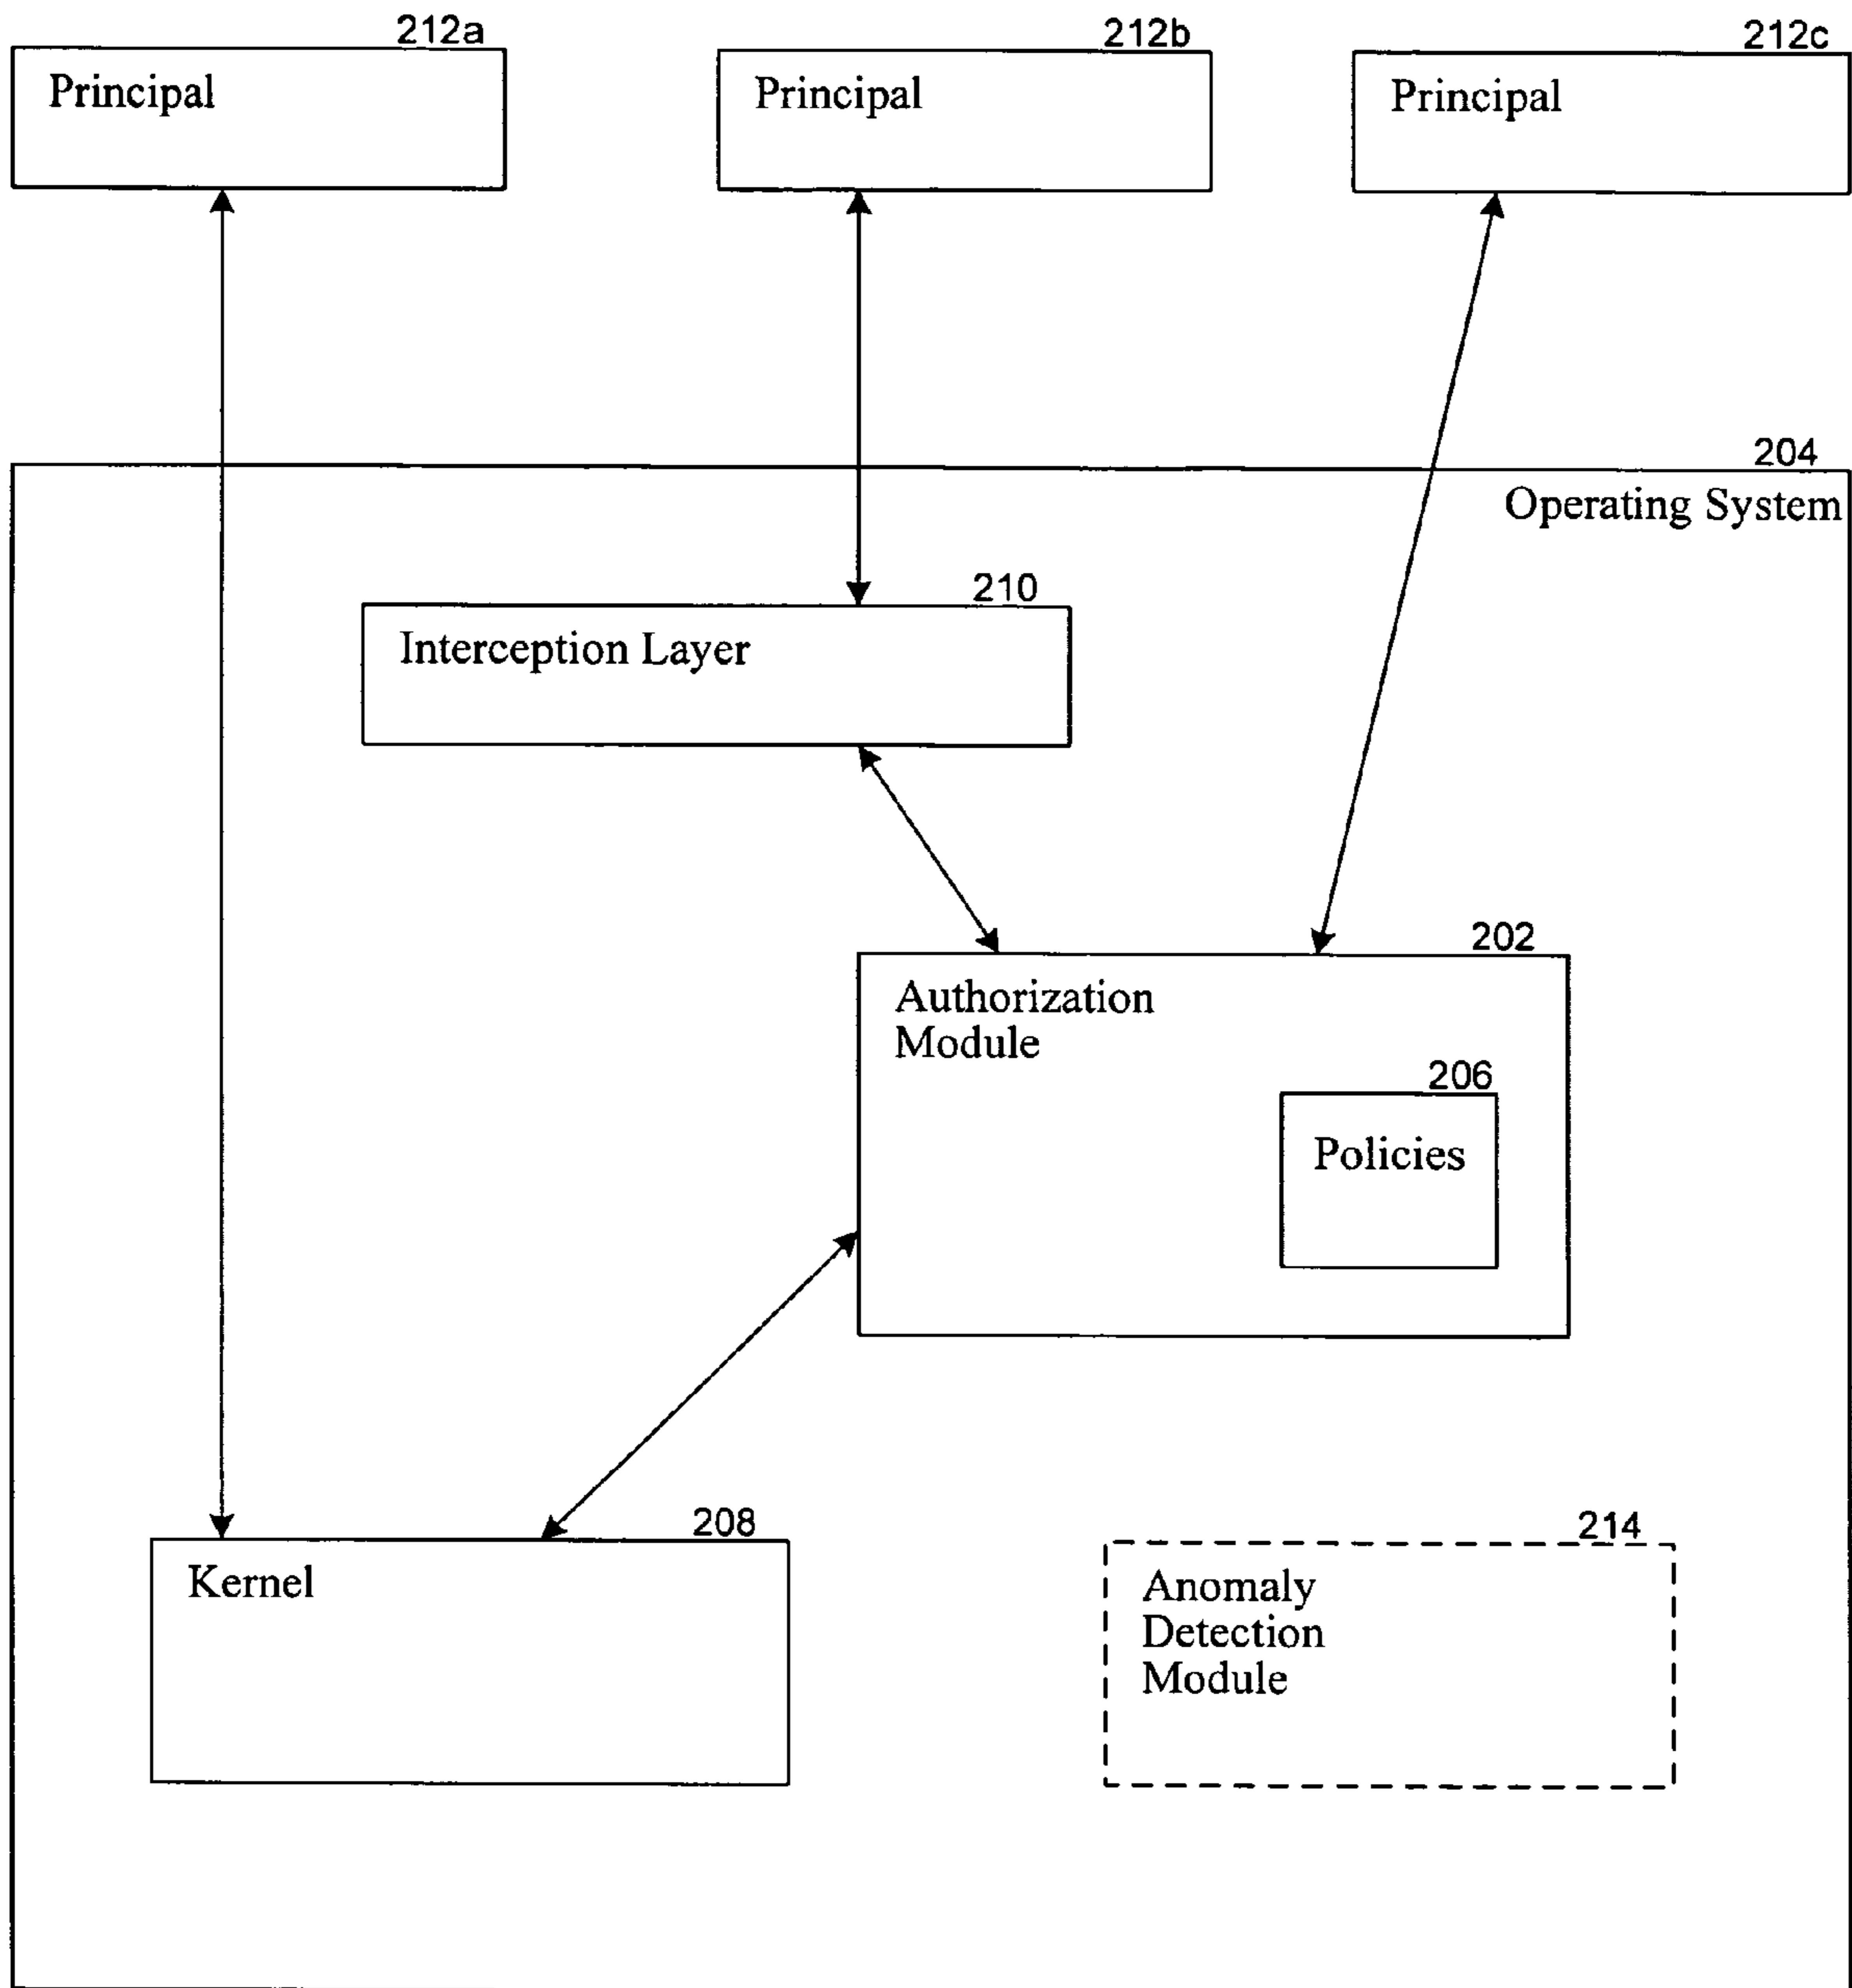 212a
Principal
212b
Principal
212c
Principal
204
Operating System
210
Interception Layer
202
Authorization
Module
206
Policies
208
Kernel
214
Anomaly
Detection
Module